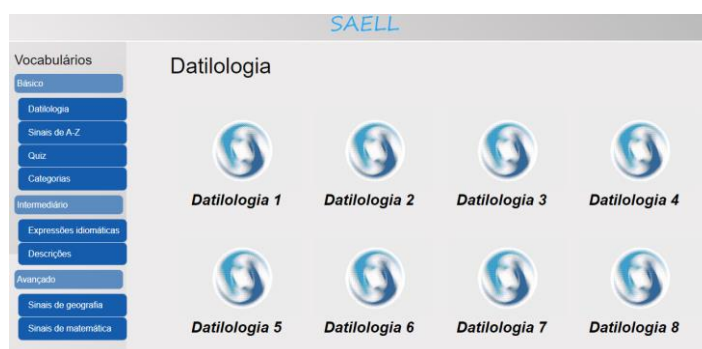 SAELL
Vocabulários
Básico
Datilologia
Sinais de A-Z
Quiz
Categorias
Intermediário
Expressões idiomáticas
Descrições
Avançado
Sinais de geografia
Sinais de matemática
Datilologia
Datilologia 1 Datilologia 2 Datilologia 3 Datilologia 4
Datilologia 5 Datilologia 6 Datilologia 7 Datilologia 8